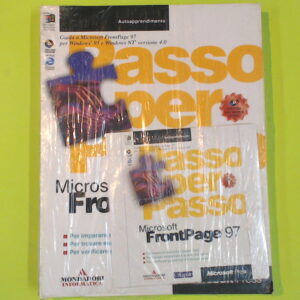 Autoapprendimento
Guida a Microsoft FrontPage 97
per Windows 95 e Windows NT versione 4.0
Passo
per
Micros
Fro
Per imparare
Per trovare
Per verificare
MONDADORI
INFORMATICA
Passo
per
Passo
Microsoft
FrontPage 97
Microsoft Press